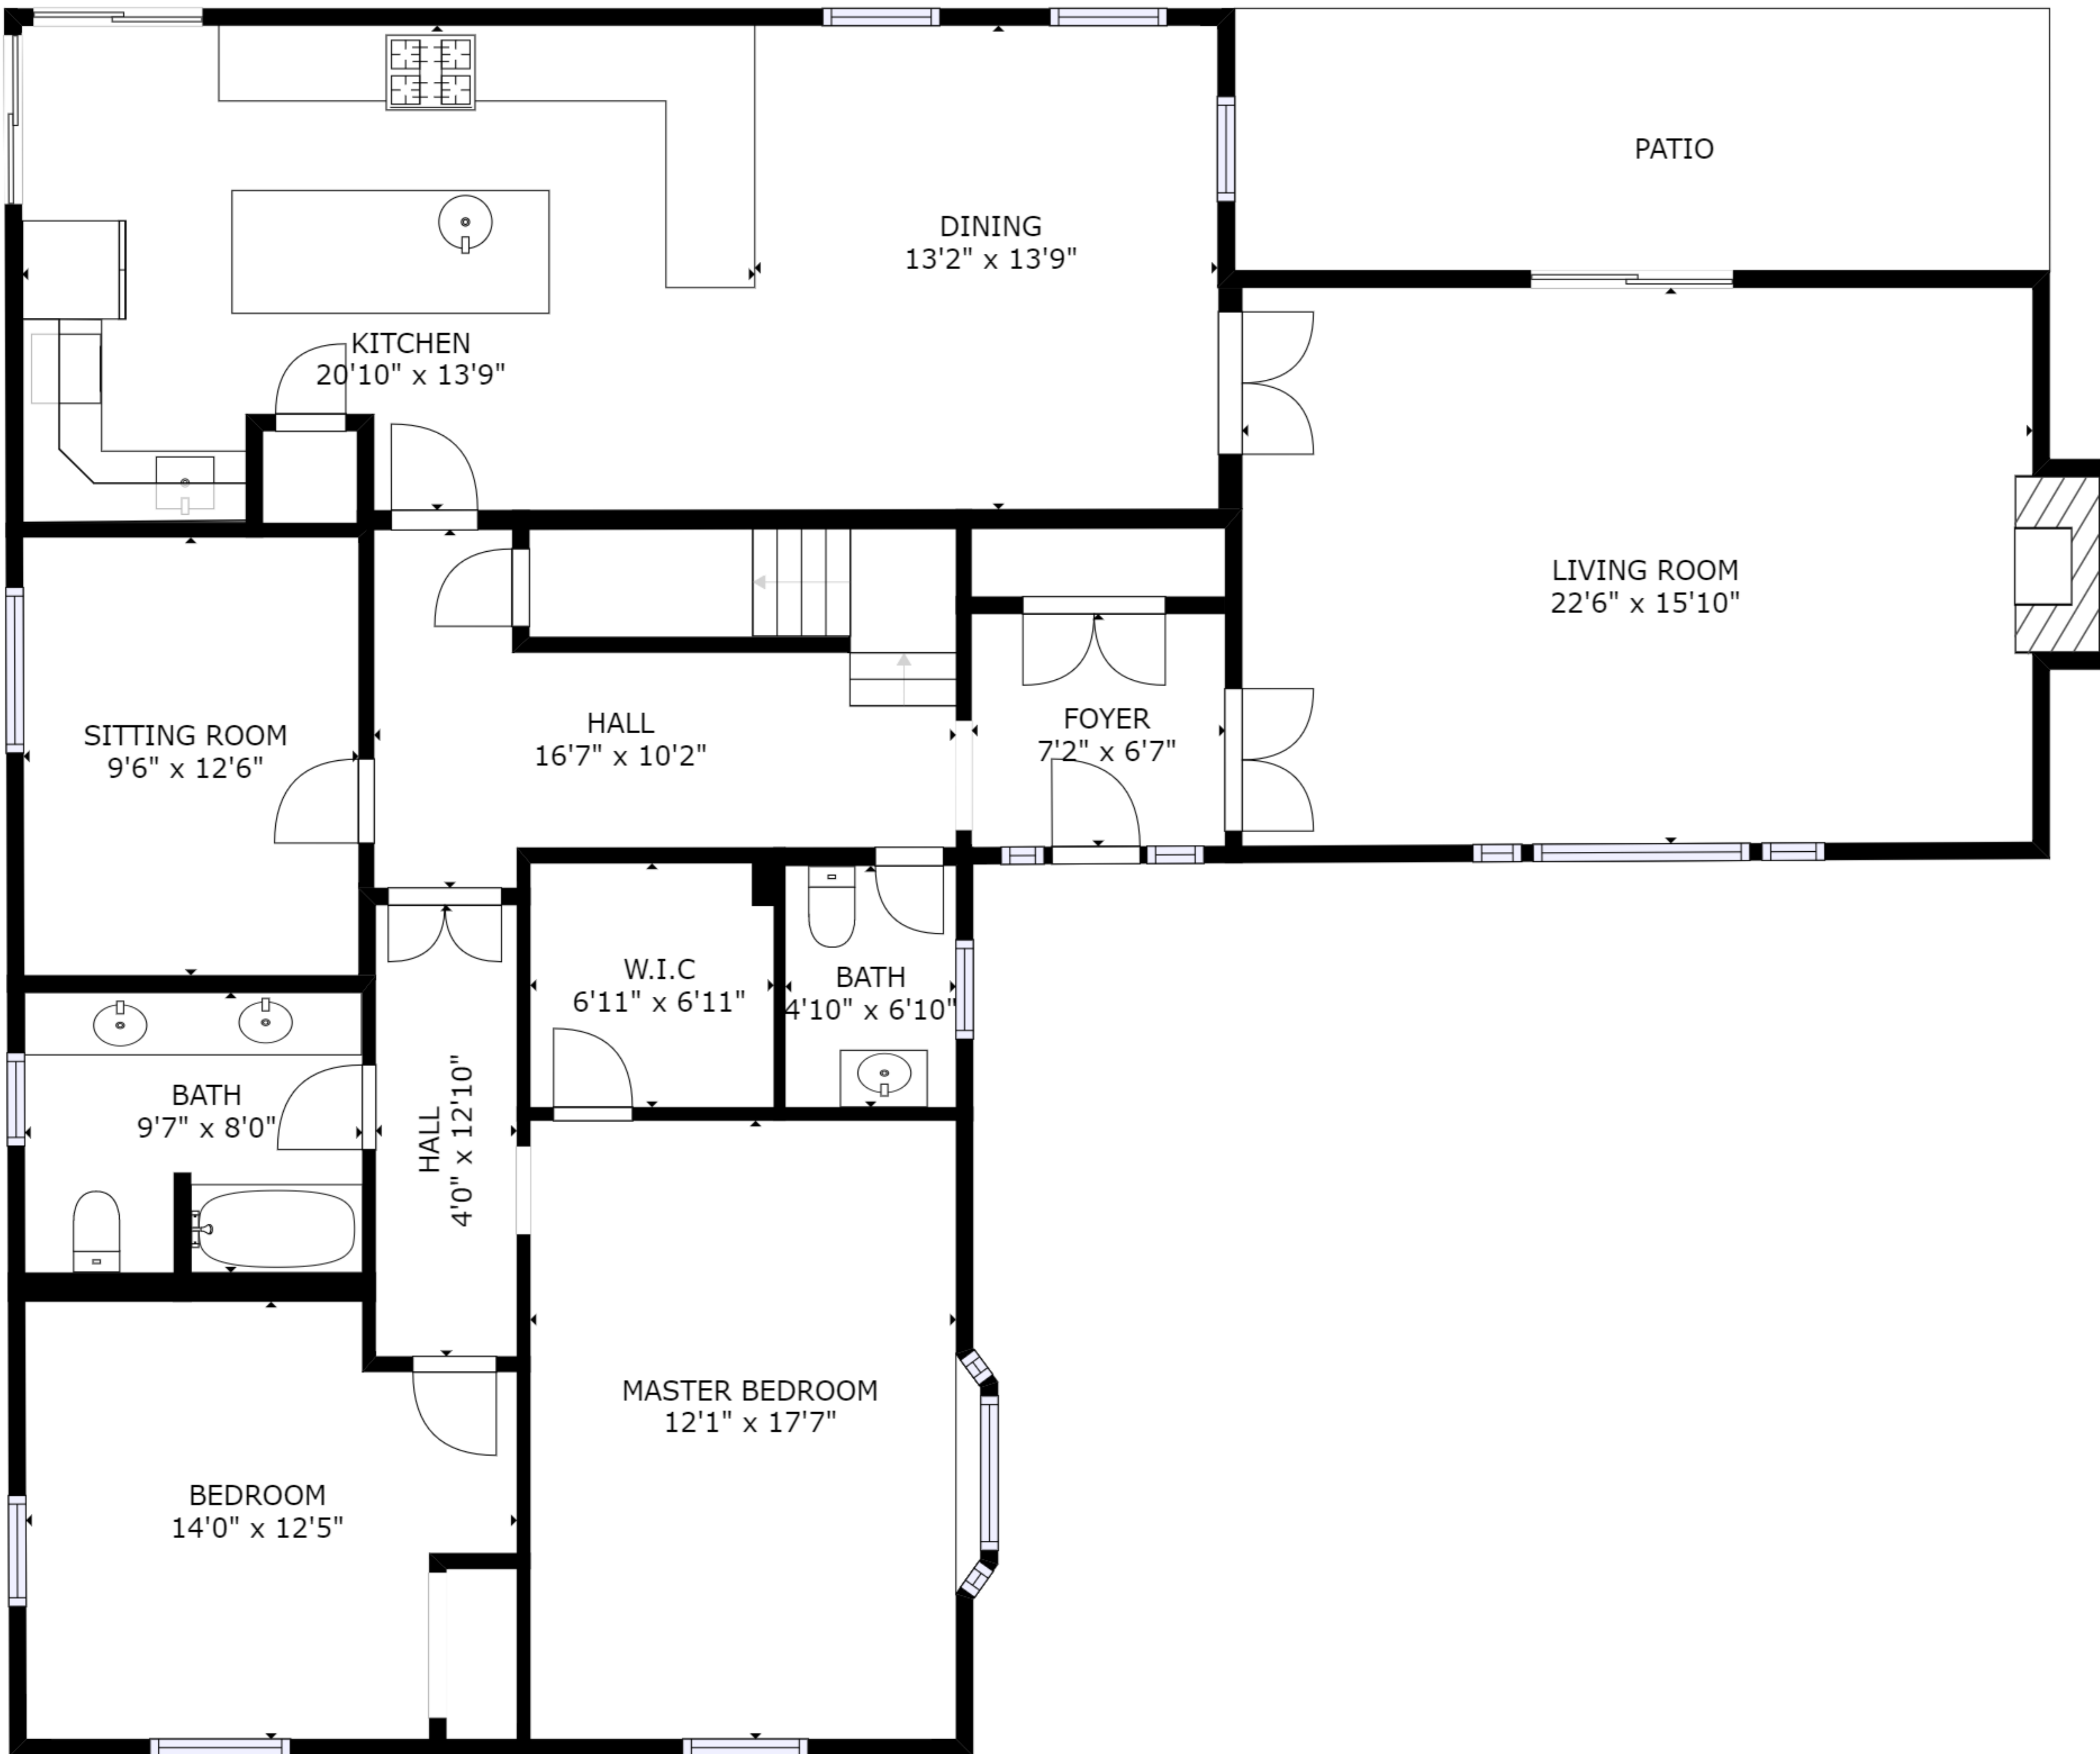 PATIO
DINING
13'2" x 13'9"
KITCHEN
20'10" x 13'9"
LIVING ROOM
22'6" x 15'10"
SITTING ROOM
9'6" x 12'6"
HALL
16'7" x 10'2"
FOYER
7'2" x 6'7"
W.I.C
6'11" x 6'11"
BATH
4'10" x 6'10"
BATH
9'7" x 8'0"
HALL
4'0" x 12'10"
MASTER BEDROOM
12'1" x 17'7"
BEDROOM
14'0" x 12'5"